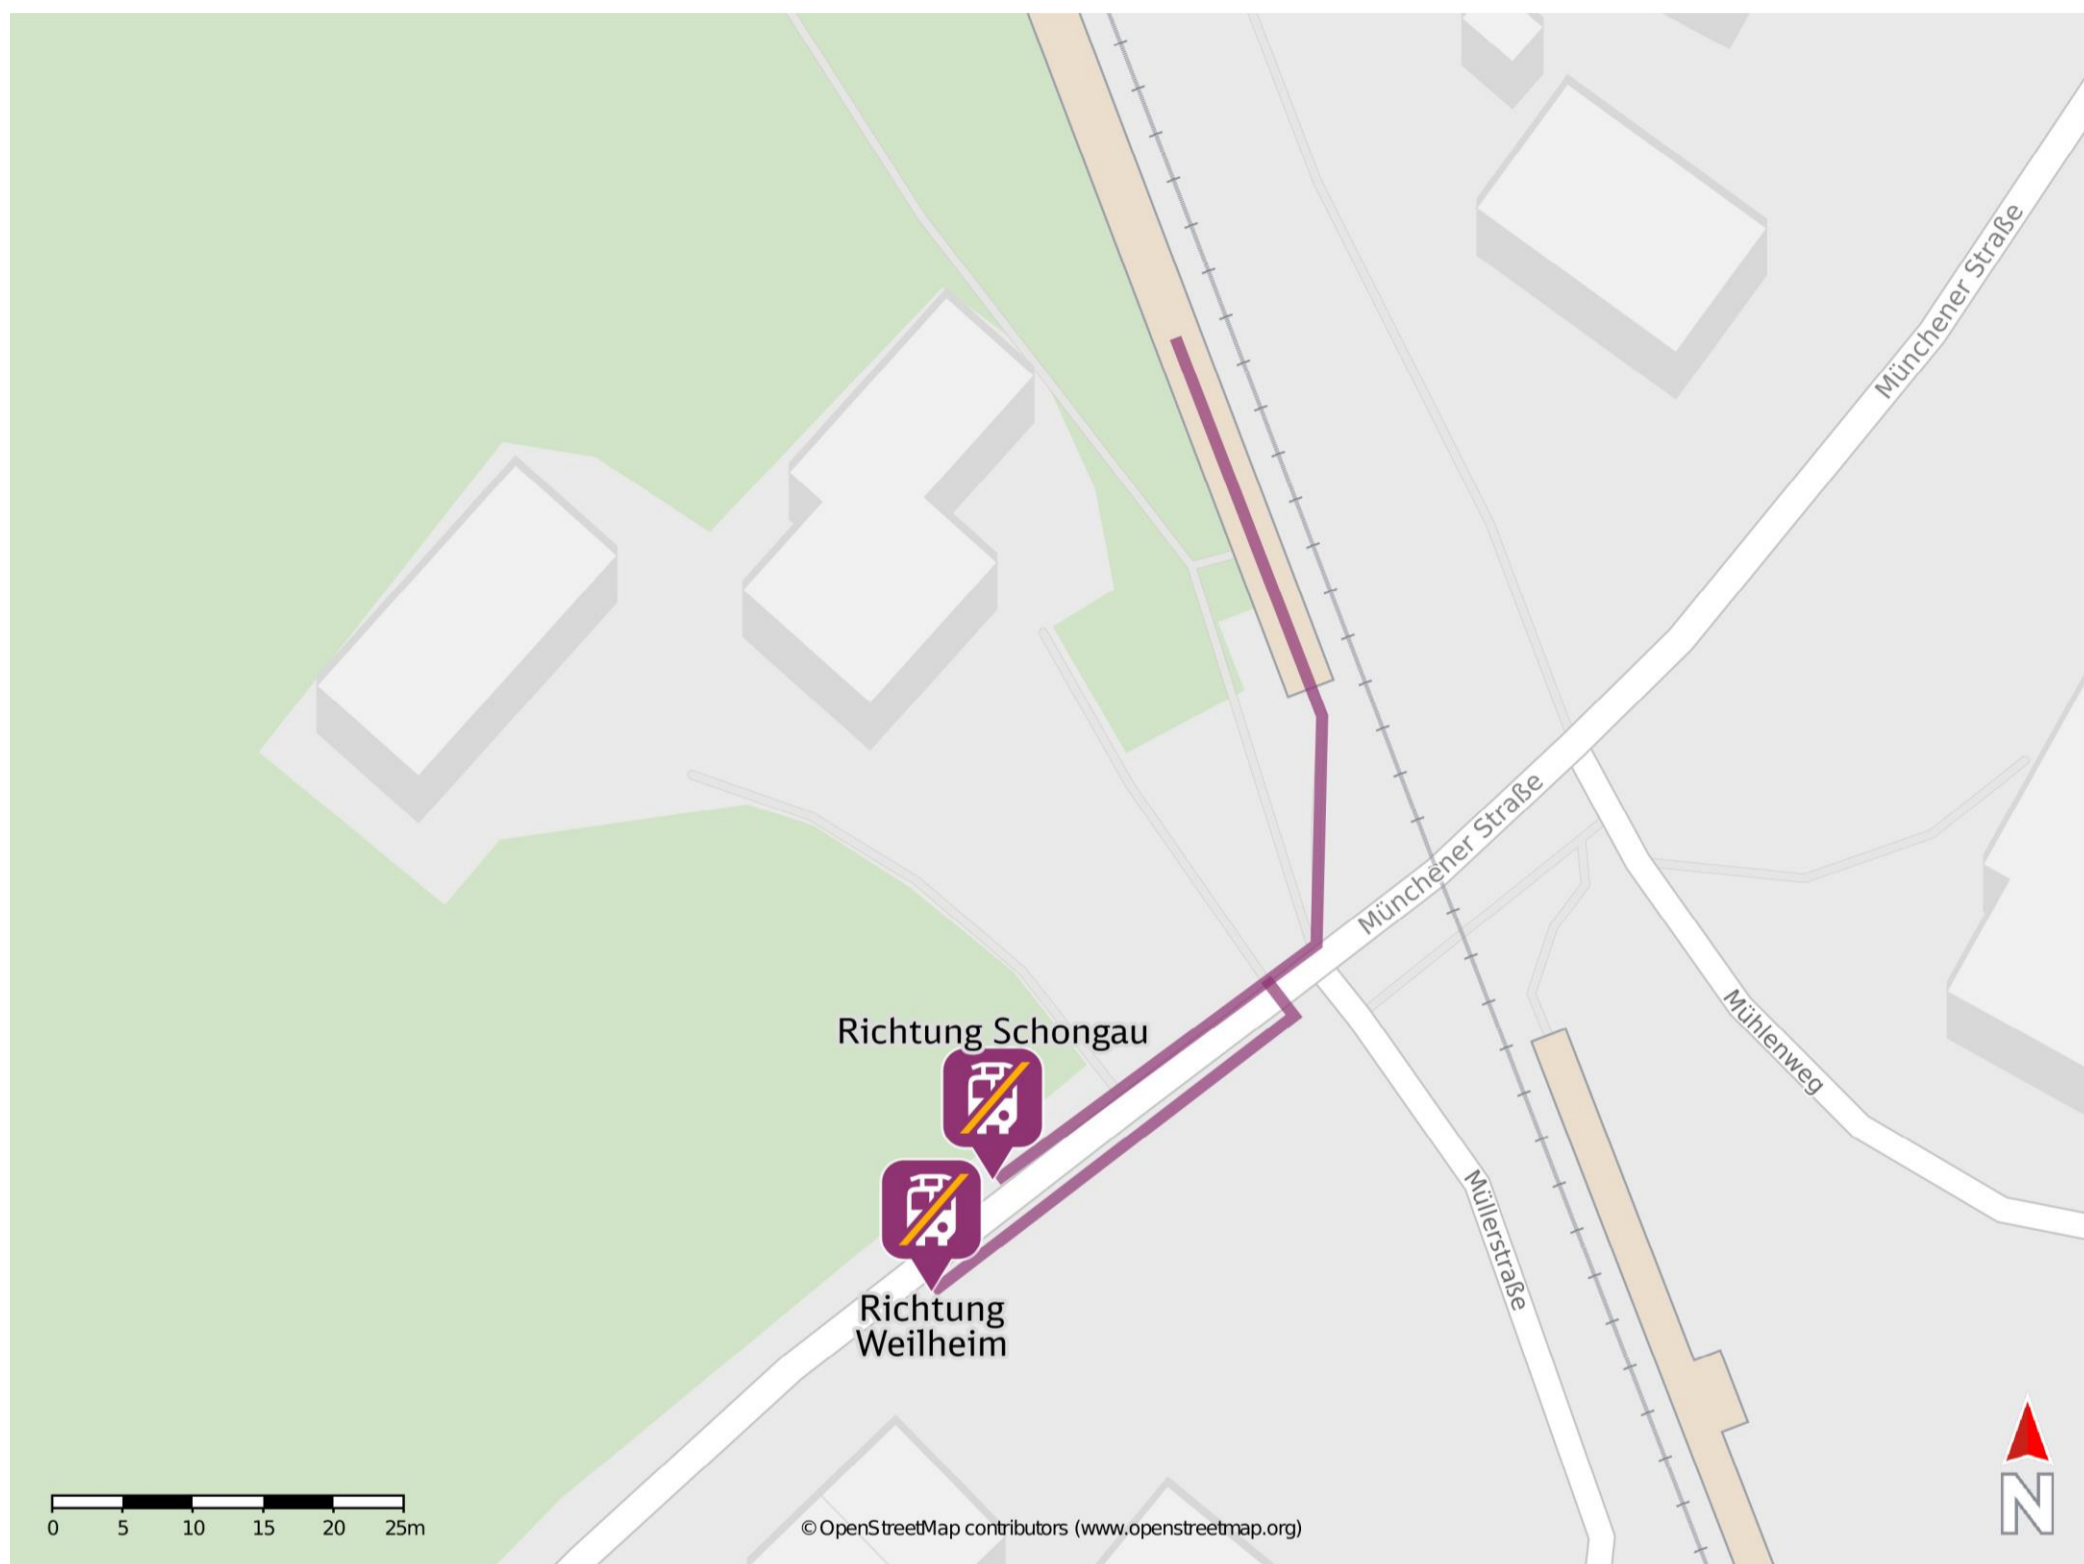 Münchener Straße
Münchener Straße
Richtung Schongau
Mühlenweg
Müllerstraße
Richtung
Weilheim
N
0 5 10 15 20 25m
© OpenStreetMap contributors (www.openstreetmap.org)